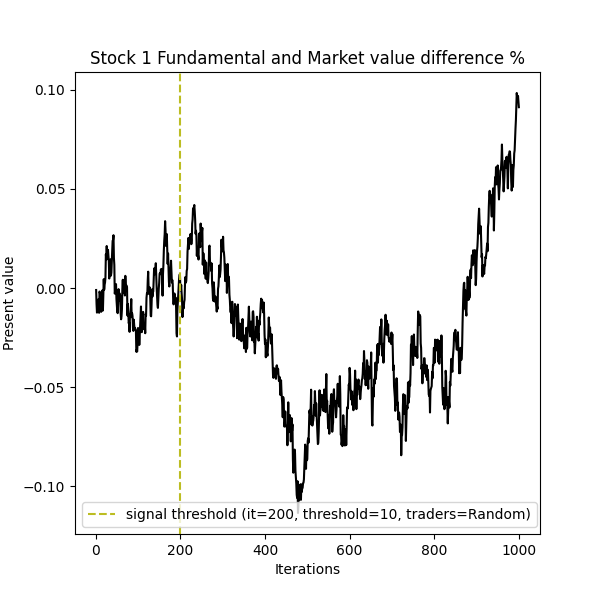 Stock 1 Fundamental and Market value difference %
0.10
0.05
0.00
−0.05
−0.10
Present value
signal threshold (it=200, threshold=10, traders=Random)
0 200 400 600 800 1000
Iterations